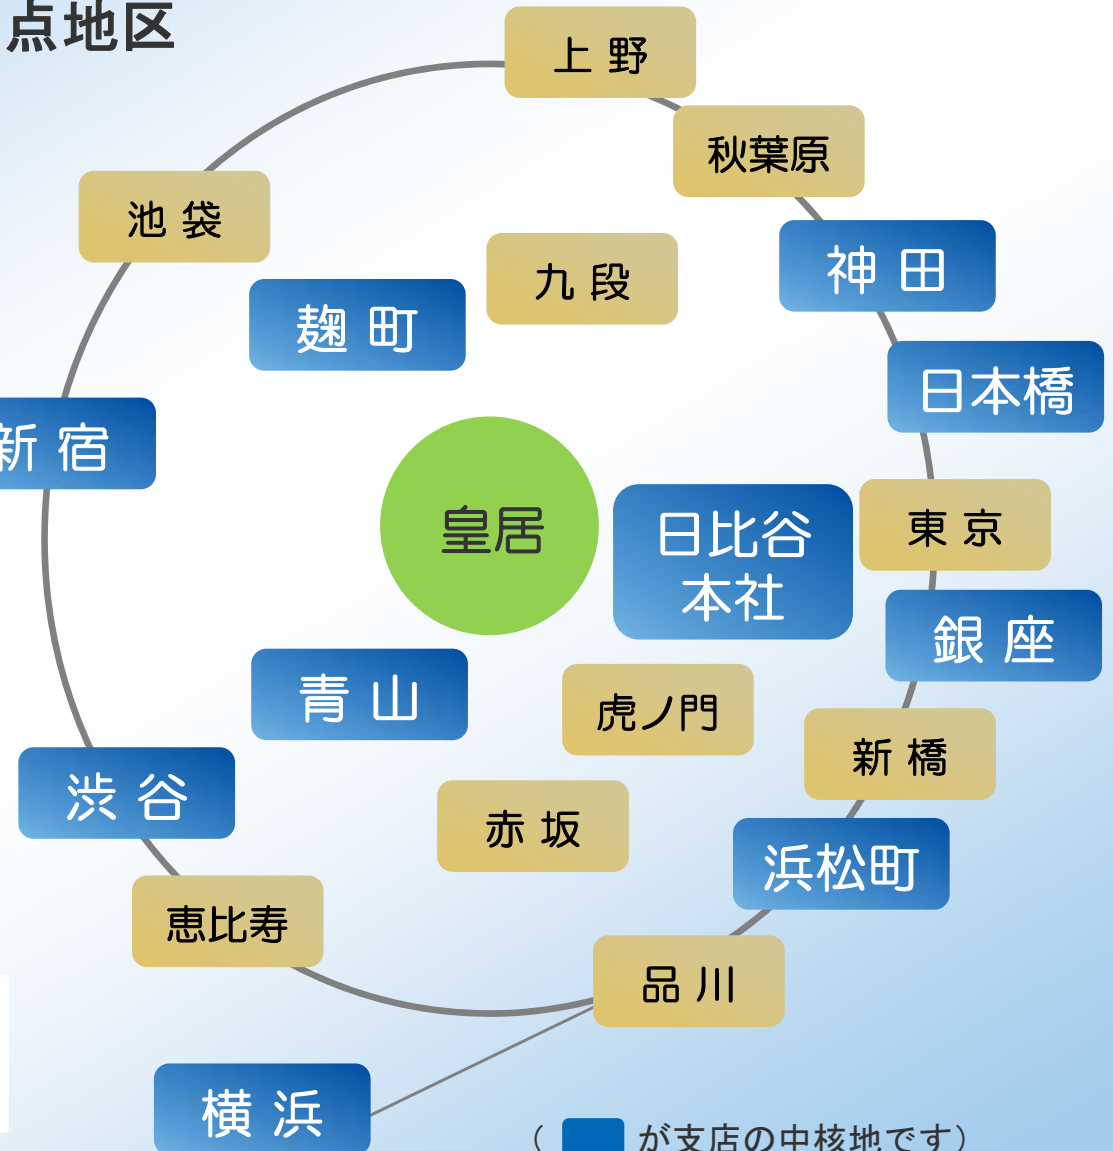 点地区
上野
秋葉原
池袋
神田
九段
麹町
日本橋
新宿
東京
皇居
日比谷
本社
銀座
青山
虎ノ門
新橋
渋谷
赤坂
浜松町
恵比寿
品川
横浜
( が支店の中核地です)